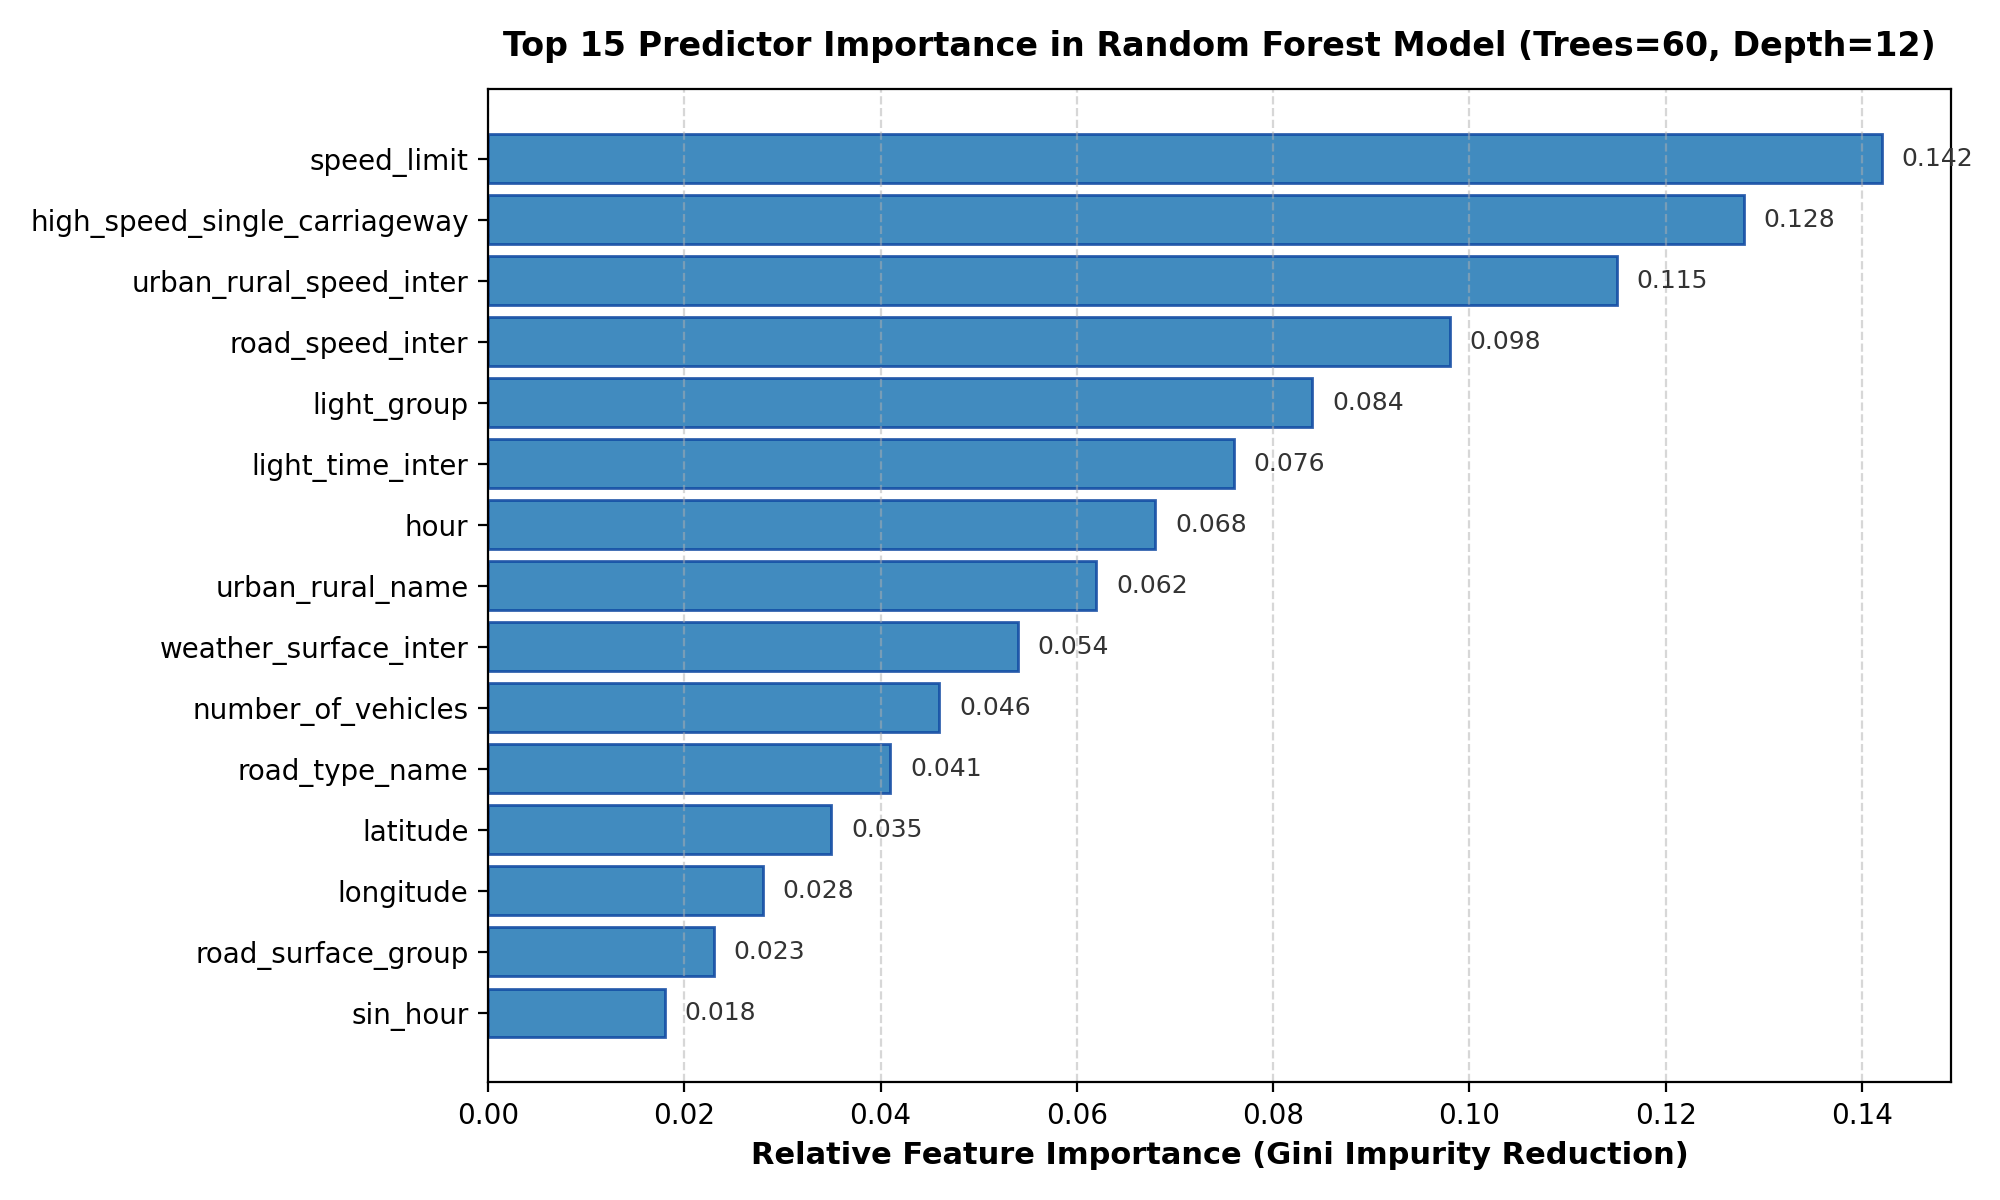 Top 15 Predictor Importance in Random Forest Model (Trees=60, Depth=12)
speed_limit 0.142
high_speed_single_carriageway 0.128
urban_rural_speed_inter 0.115
road_speed_inter 0.098
light_group 0.084
light_time_inter 0.076
hour 0.068
urban_rural_name 0.062
weather_surface_inter 0.054
number_of_vehicles 0.046
road_type_name 0.041
latitude 0.035
longitude 0.028
road_surface_group 0.023
sin_hour 0.018
0.00 0.02 0.04 0.06 0.08 0.10 0.12 0.14
Relative Feature Importance (Gini Impurity Reduction)